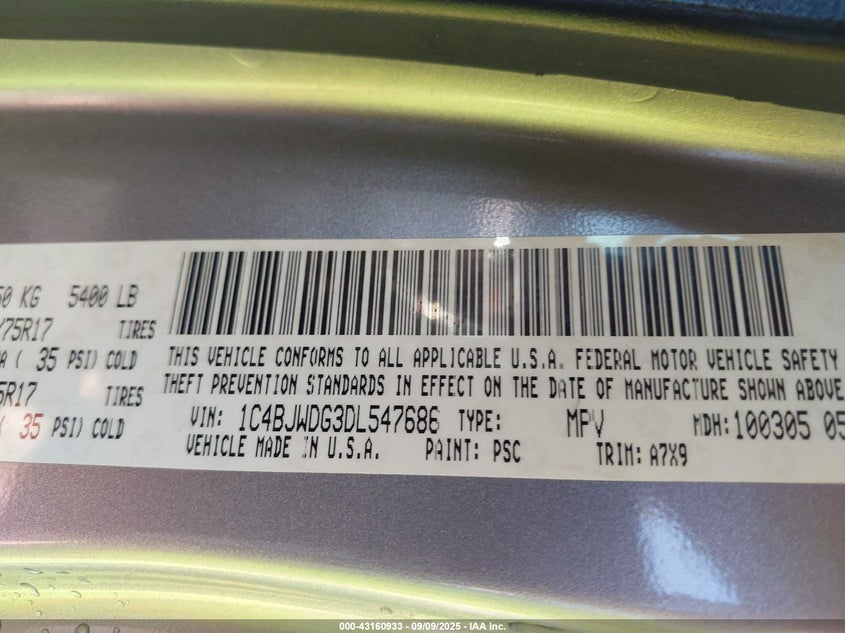 50 KG 5400 LB
/75R17 TIRES
A ( 35 PSI) COLD
5R17 TIRES
( 35 PSI) COLD
THIS VEHICLE CONFORMS TO ALL APPLICABLE U.S.A. FEDERAL MOTOR VEHICLE SAFETY
THEFT PREVENTION STANDARDS IN EFFECT ON THE DATE OF MANUFACTURE SHOWN ABOVE
VIN: 1C4BJWDG3DL547686 TYPE: MPV MDH: 100305 05
VEHICLE MADE IN U.S.A. PAINT: PSC TRIM: A7X9
000-43160933 - 09/09/2025 - IAA Inc.